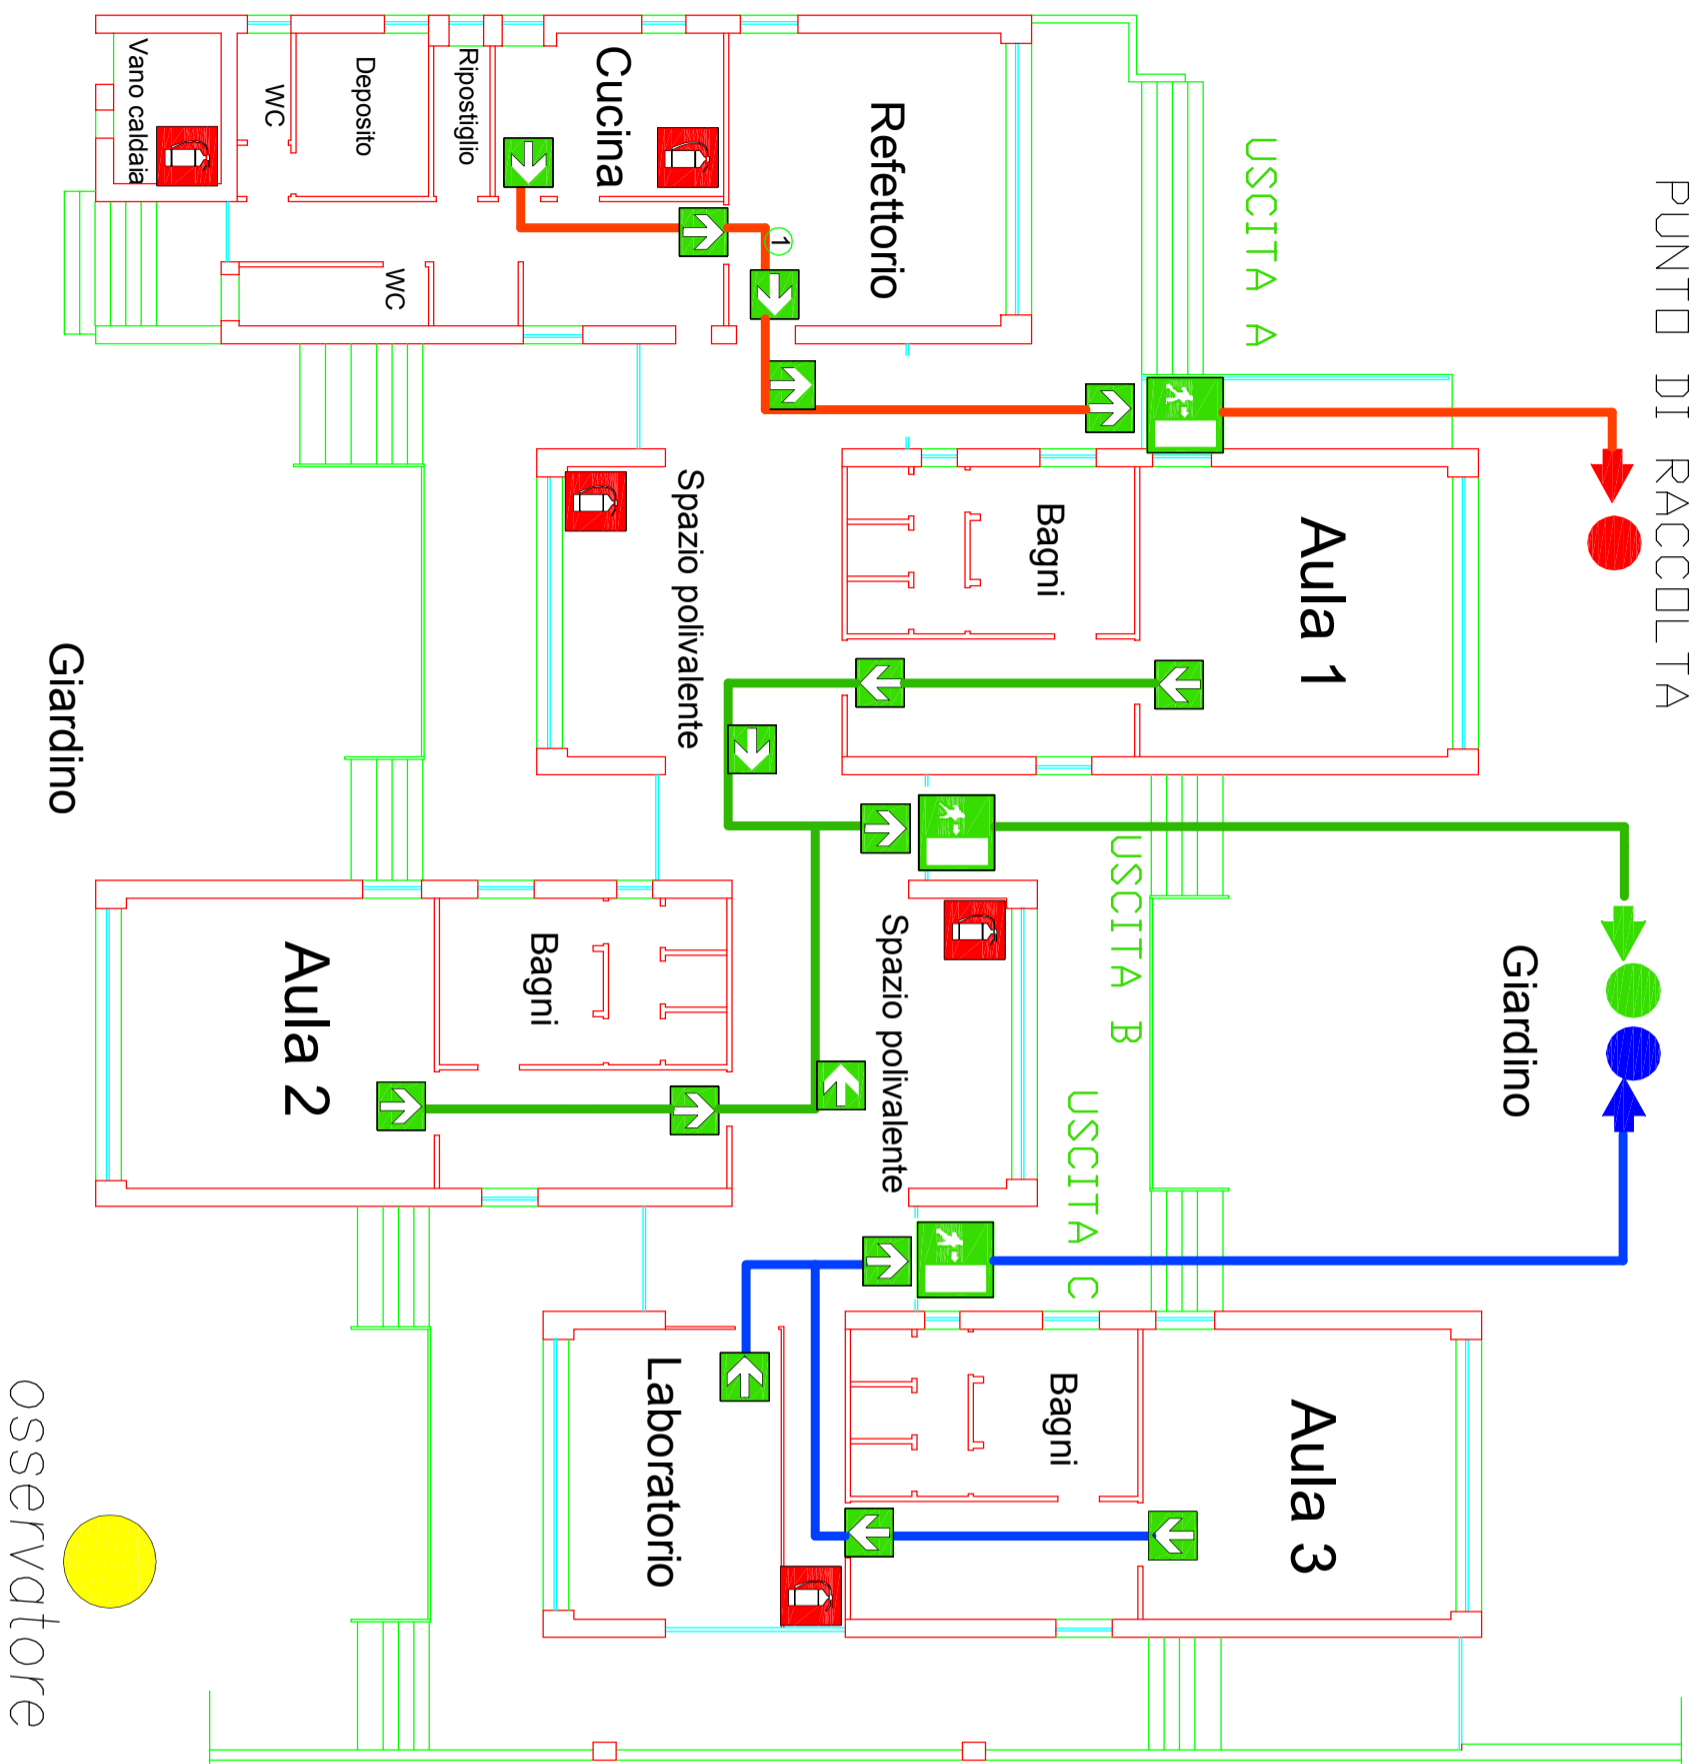 PUNTO DI RACCOLTA
USCITA A
Refettorio
1
Cucina
Ripostiglio
Deposito
WC
Vano caldaia
WC
Aula 1
Bagni
Spazio polivalente
Giardino
USCITA B
Giardino
Spazio polivalente
Bagni
Aula 2
USCITA C
Aula 3
Bagni
Laboratorio
osservatore